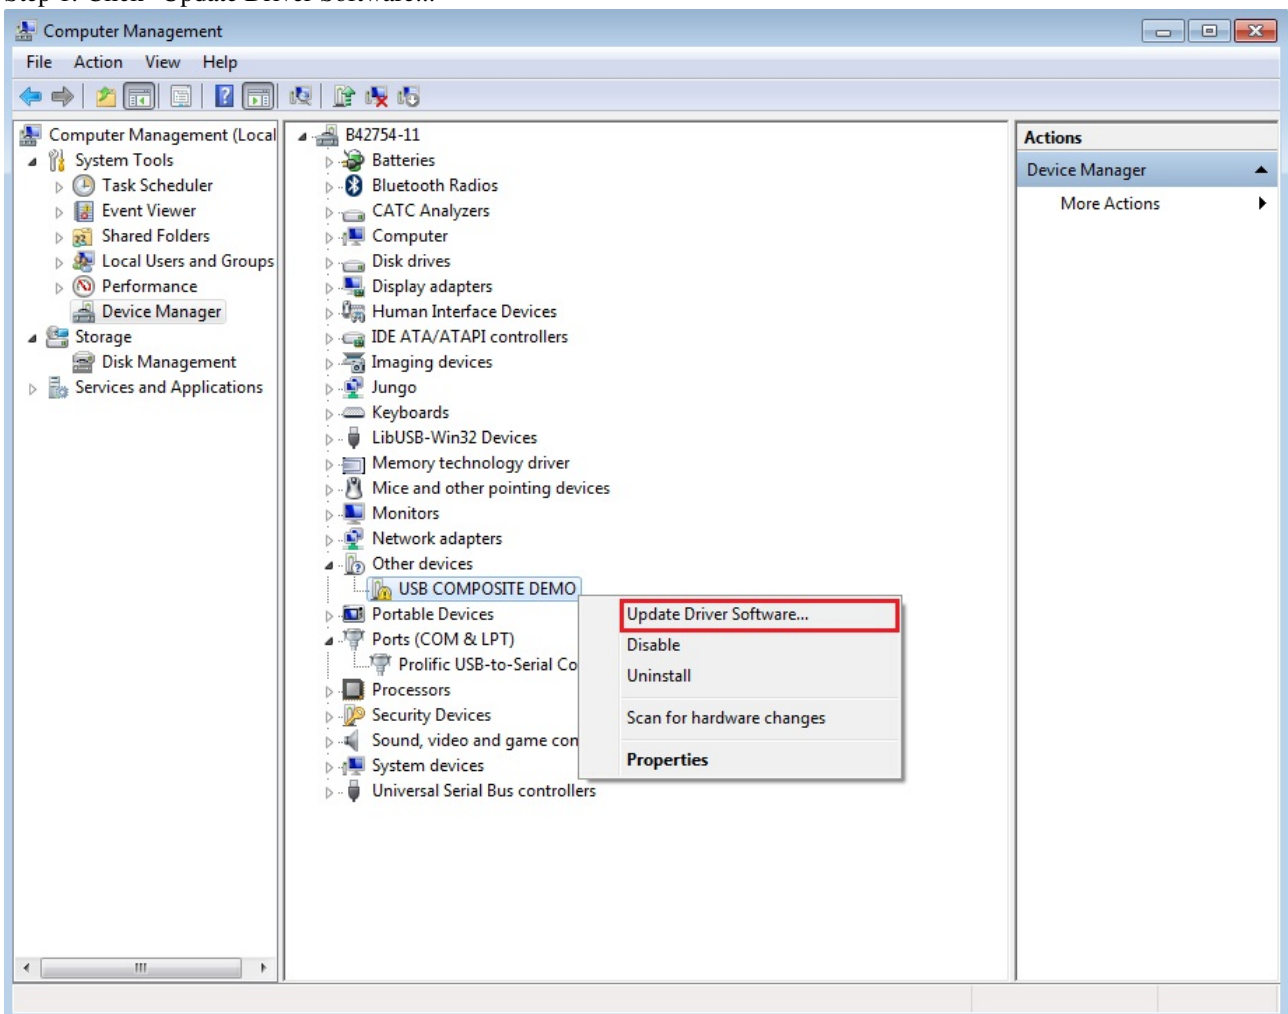 Computer Management
File Action View Help
Computer Management (Local
System Tools
Task Scheduler
Event Viewer
Shared Folders
Local Users and Groups
Performance
Device Manager
Storage
Disk Management
Services and Applications
B42754-11
Batteries
Bluetooth Radios
CATC Analyzers
Computer
Disk drives
Display adapters
Human Interface Devices
IDE ATA/ATAPI controllers
Imaging devices
Jungo
Keyboards
LibUSB-Win32 Devices
Memory technology driver
Mice and other pointing devices
Monitors
Network adapters
Other devices
USB COMPOSITE DEMO
Portable Devices
Ports (COM & LPT)
Prolific USB-to-Serial Co
Processors
Security Devices
Sound, video and game con
System devices
Universal Serial Bus controllers
Update Driver Software...
Disable
Uninstall
Scan for hardware changes
Properties
Actions
Device Manager
More Actions